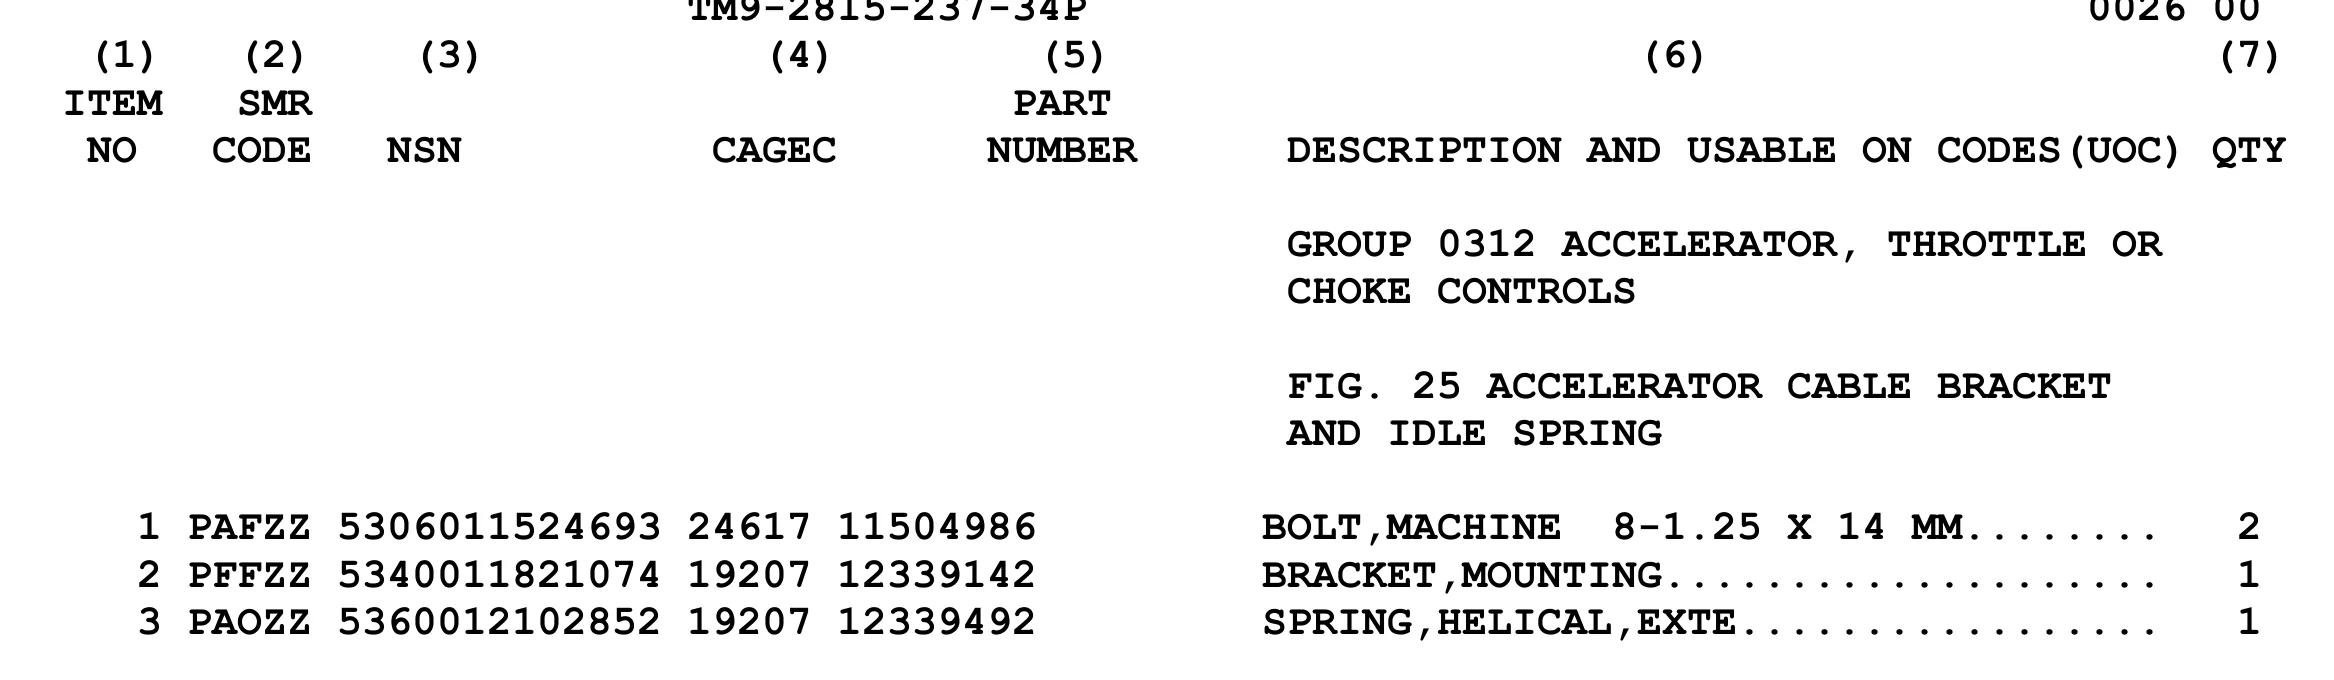 TM9-2815-237-34P 0026 00
(1) (2) (3) (4) (5) (6) (7)
ITEM SMR PART
NO CODE NSN CAGEC NUMBER DESCRIPTION AND USABLE ON CODES(UOC) QTY
GROUP 0312 ACCELERATOR, THROTTLE OR
CHOKE CONTROLS
FIG. 25 ACCELERATOR CABLE BRACKET
AND IDLE SPRING
1 PAFZZ 5306011524693 24617 11504986 BOLT,MACHINE 8-1.25 X 14 MM........ 2
2 PFFZZ 5340011821074 19207 12339142 BRACKET,MOUNTING.................... 1
3 PAOZZ 5360012102852 19207 12339492 SPRING,HELICAL,EXTE................. 1